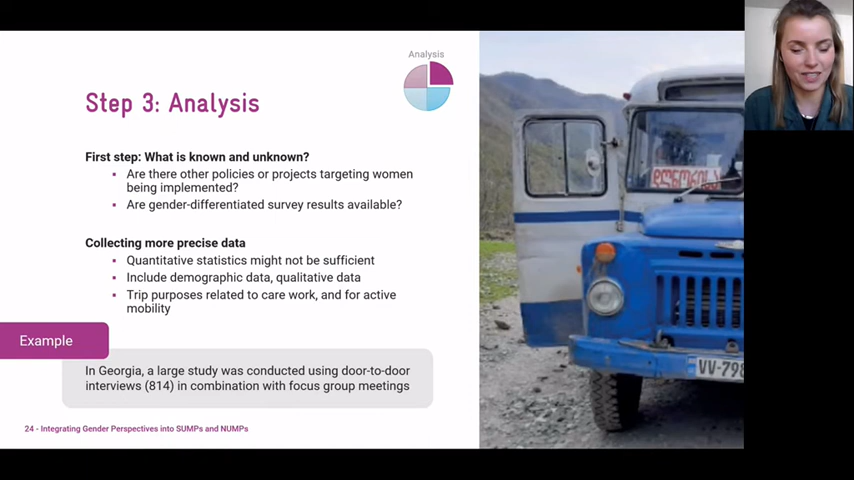 Analysis
Step 3: Analysis
First step: What is known and unknown?
▪ Are there other policies or projects targeting women
being implemented?
▪ Are gender-differentiated survey results available?
Collecting more precise data
▪ Quantitative statistics might not be sufficient
▪ Include demographic data, qualitative data
▪ Trip purposes related to care work, and for active
mobility
Example
In Georgia, a large study was conducted using door-to-door
interviews (814) in combination with focus group meetings
24 - Integrating Gender Perspectives into SUMPs and NUMPs
VV-798